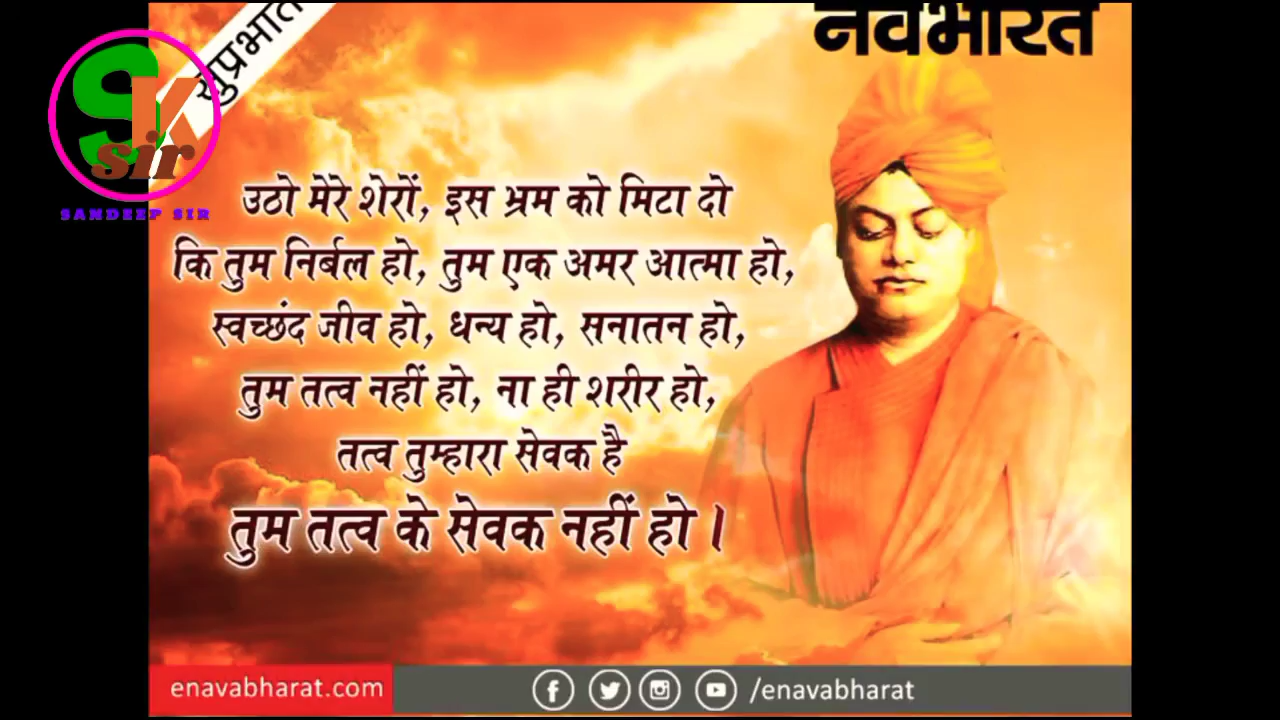 सुप्रभात
नवभारत
SK
sir
SANDEEP SIR
उठो मेरे शेरों, इस भ्रम को मिटा दो
कि तुम निर्बल हो, तुम एक अमर आत्मा हो,
स्वच्छंद जीव हो, धन्य हो, सनातन हो,
तुम तत्व नहीं हो, ना ही शरीर हो,
तत्व तुम्हारा सेवक है
तुम तत्व के सेवक नहीं हो।
enavabharat.com
/enavabharat